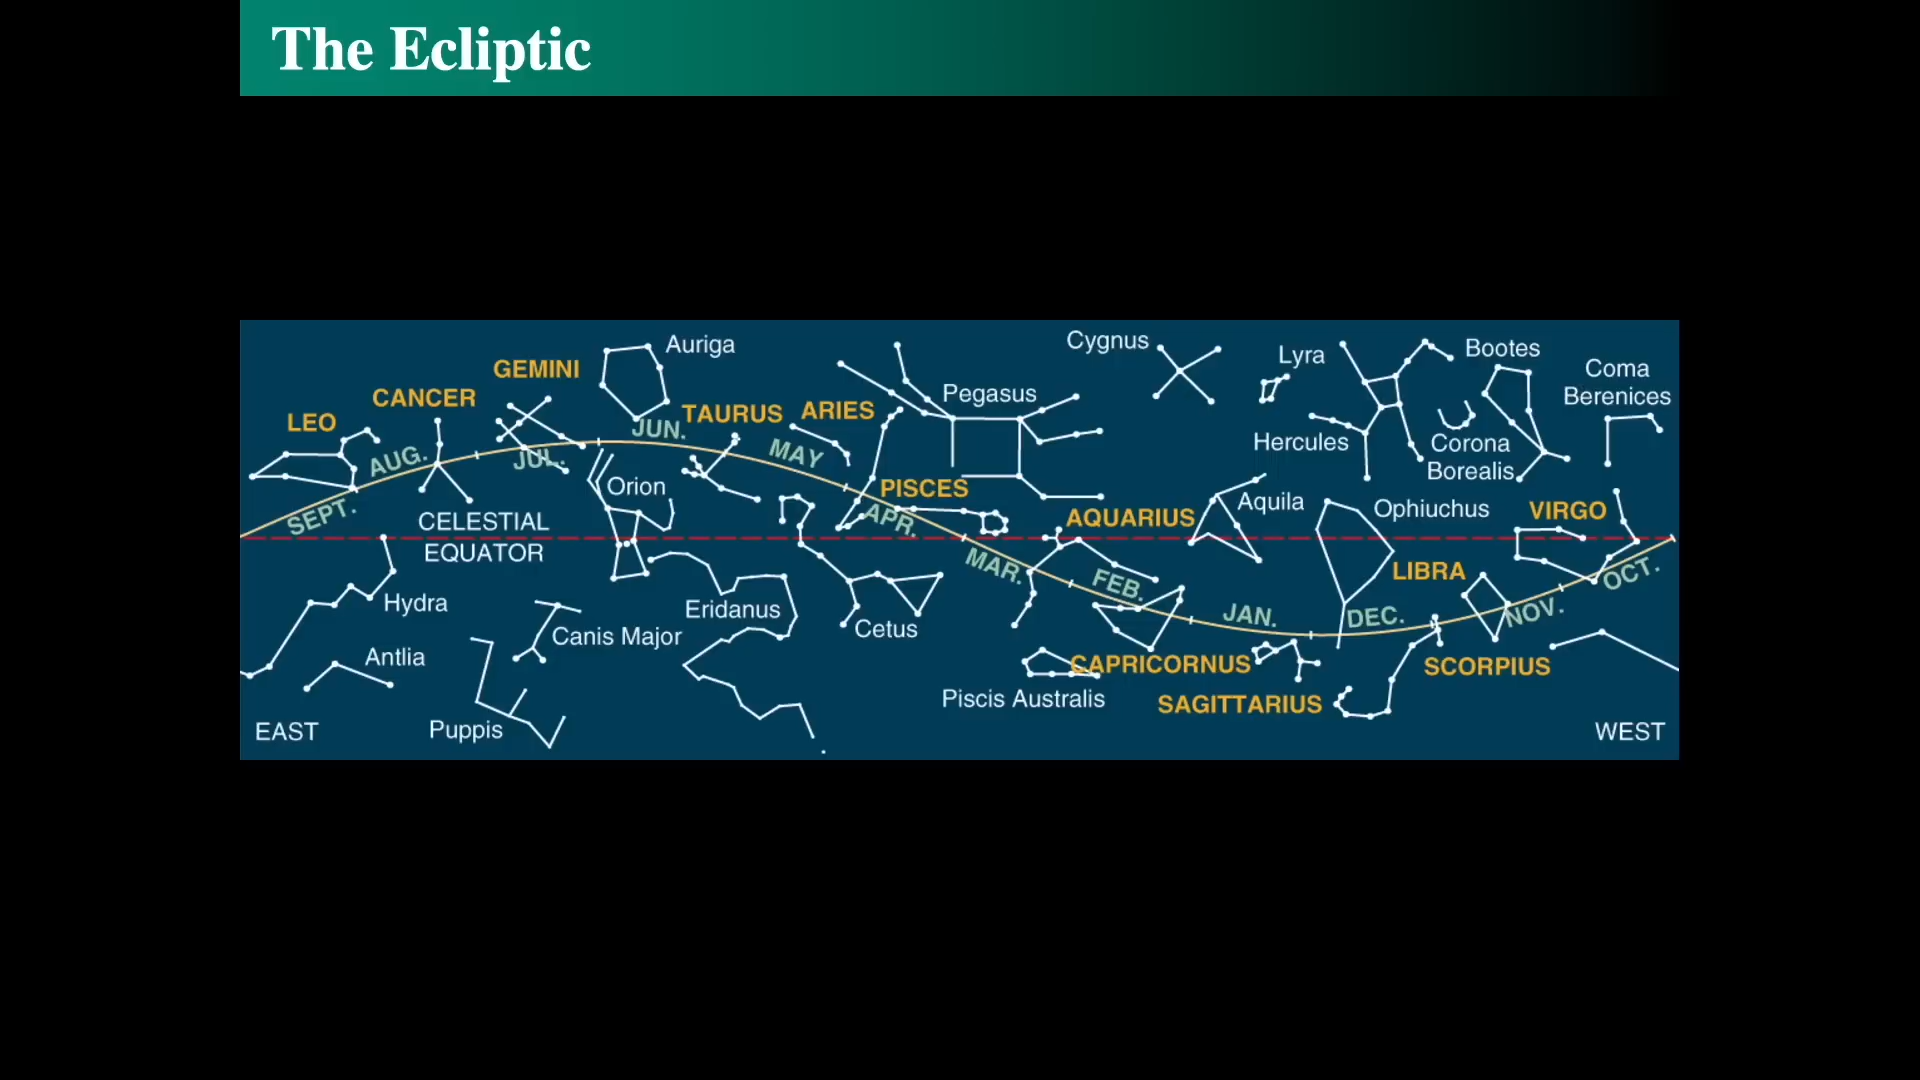 The Ecliptic
Auriga
Cygnus
Lyra
Bootes
Coma
Berenices
GEMINI
CANCER
LEO
TAURUS
ARIES
Pegasus
Hercules
Corona
Borealis
AUG.
JUL.
JUN.
MAY
Orion
PISCES
AQUARIUS
Aquila
Ophiuchus
VIRGO
SEPT.
CELESTIAL
EQUATOR
APR.
MAR.
FEB.
JAN.
DEC.
NOV.
OCT.
LIBRA
Hydra
Canis Major
Eridanus
Cetus
Antlia
CAPRICORNUS
SCORPIUS
Piscis Australis
SAGITTARIUS
EAST
Puppis
WEST